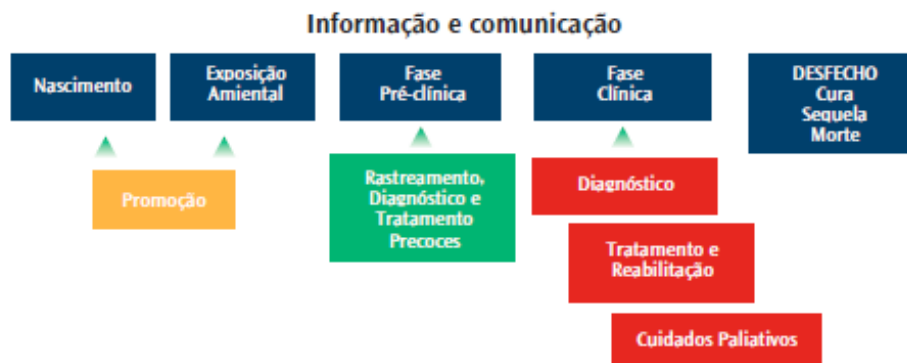 Informação e comunicação
Nascimento
Exposição
Amiental
Fase
Pré-clínica
Fase
Clínica
DESFECHO
Cura
Sequela
Morte
Promoção
Rastreamento,
Diagnóstico e
Tratamento
Precoces
Diagnóstico
Tratamento e
Reabilitação
Cuidados Paliativos